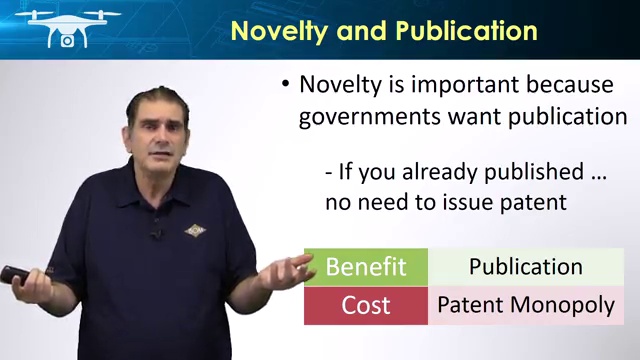 Novelty and Publication
• Novelty is important because
governments want publication
- If you already published …
no need to issue patent
Benefit Publication
Cost Patent Monopoly